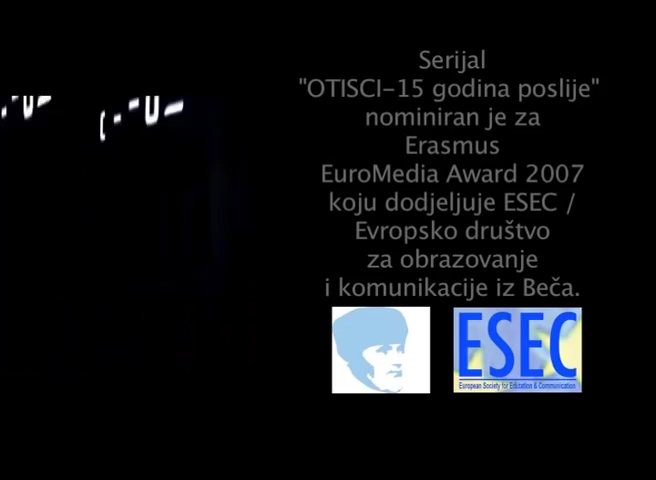 Serijal
"OTISCI-15 godina poslije"
nominiran je za
Erasmus
EuroMedia Award 2007
koju dodjeljuje ESEC /
Evropsko društvo
za obrazovanje
i komunikacije iz Beča.
ESEC
European Society for Education & Communication